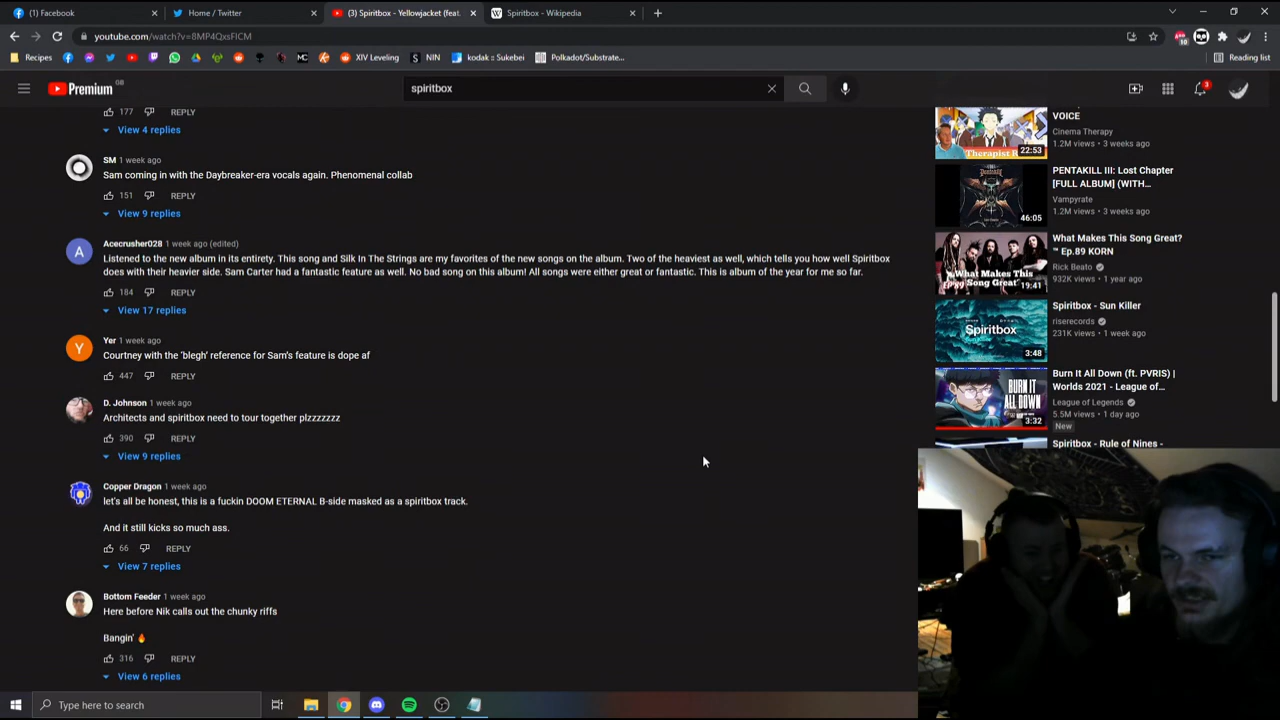 (1) Facebook
Home / Twitter
(3) Spiritbox - Yellowjacket (feat.
Spiritbox - Wikipedia
youtube.com/watch?v=8MP4QxsFlCM
Recipes
XIV Leveling
NIN
kodak :: Sukebei
Polkadot/Substrate...
Reading list
Premium GB
spiritbox
3
177 REPLY
View 4 replies
SM 1 week ago
Sam coming in with the Daybreaker-era vocals again. Phenomenal collab
151 REPLY
View 9 replies
Acecrusher028 1 week ago (edited)
Listened to the new album in its entirety. This song and Silk In The Strings are my favorites of the new songs on the album. Two of the heaviest as well, which tells you how well Spiritbox
does with their heavier side. Sam Carter had a fantastic feature as well. No bad song on this album! All songs were either great or fantastic. This is album of the year for me so far.
184 REPLY
View 17 replies
Yer 1 week ago
Courtney with the 'blegh' reference for Sam's feature is dope af
447 REPLY
D. Johnson 1 week ago
Architects and spiritbox need to tour together plzzzzzzz
390 REPLY
View 9 replies
Copper Dragon 1 week ago
let's all be honest, this is a fuckin DOOM ETERNAL B-side masked as a spiritbox track.
And it still kicks so much ass.
66 REPLY
View 7 replies
Bottom Feeder 1 week ago
Here before Nik calls out the chunky riffs
Bangin'
316 REPLY
View 6 replies
VOICE
Cinema Therapy
1.2M views • 3 weeks ago
22:53
PENTAKILL III: Lost Chapter
[FULL ALBUM] (WITH...
Vampyrate
1.2M views • 3 weeks ago
46:05
What Makes This Song Great?
™ Ep.89 KORN
Rick Beato
932K views • 1 year ago
19:41
Spiritbox - Sun Killer
riserecords
231K views • 1 week ago
Spiritbox
3:48
Burn It All Down (ft. PVRIS) |
Worlds 2021 - League of...
League of Legends
5.5M views • 1 day ago
New
BURN IT ALL DOWN
3:32
Spiritbox - Rule of Nines -
Type here to search